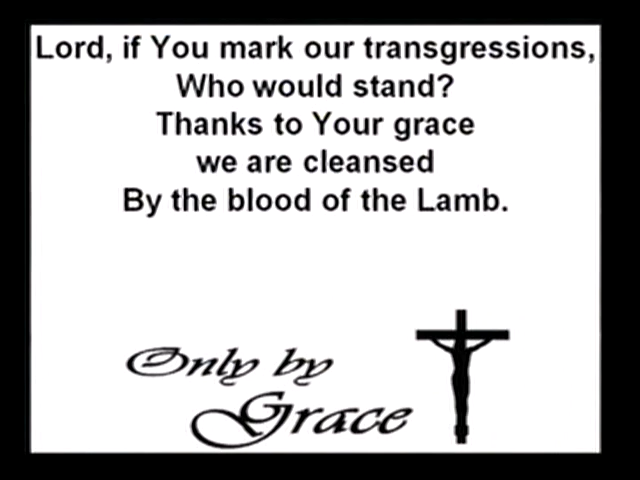 Lord, if You mark our transgressions,
Who would stand?
Thanks to Your grace
we are cleansed
By the blood of the Lamb.
Only by
Grace